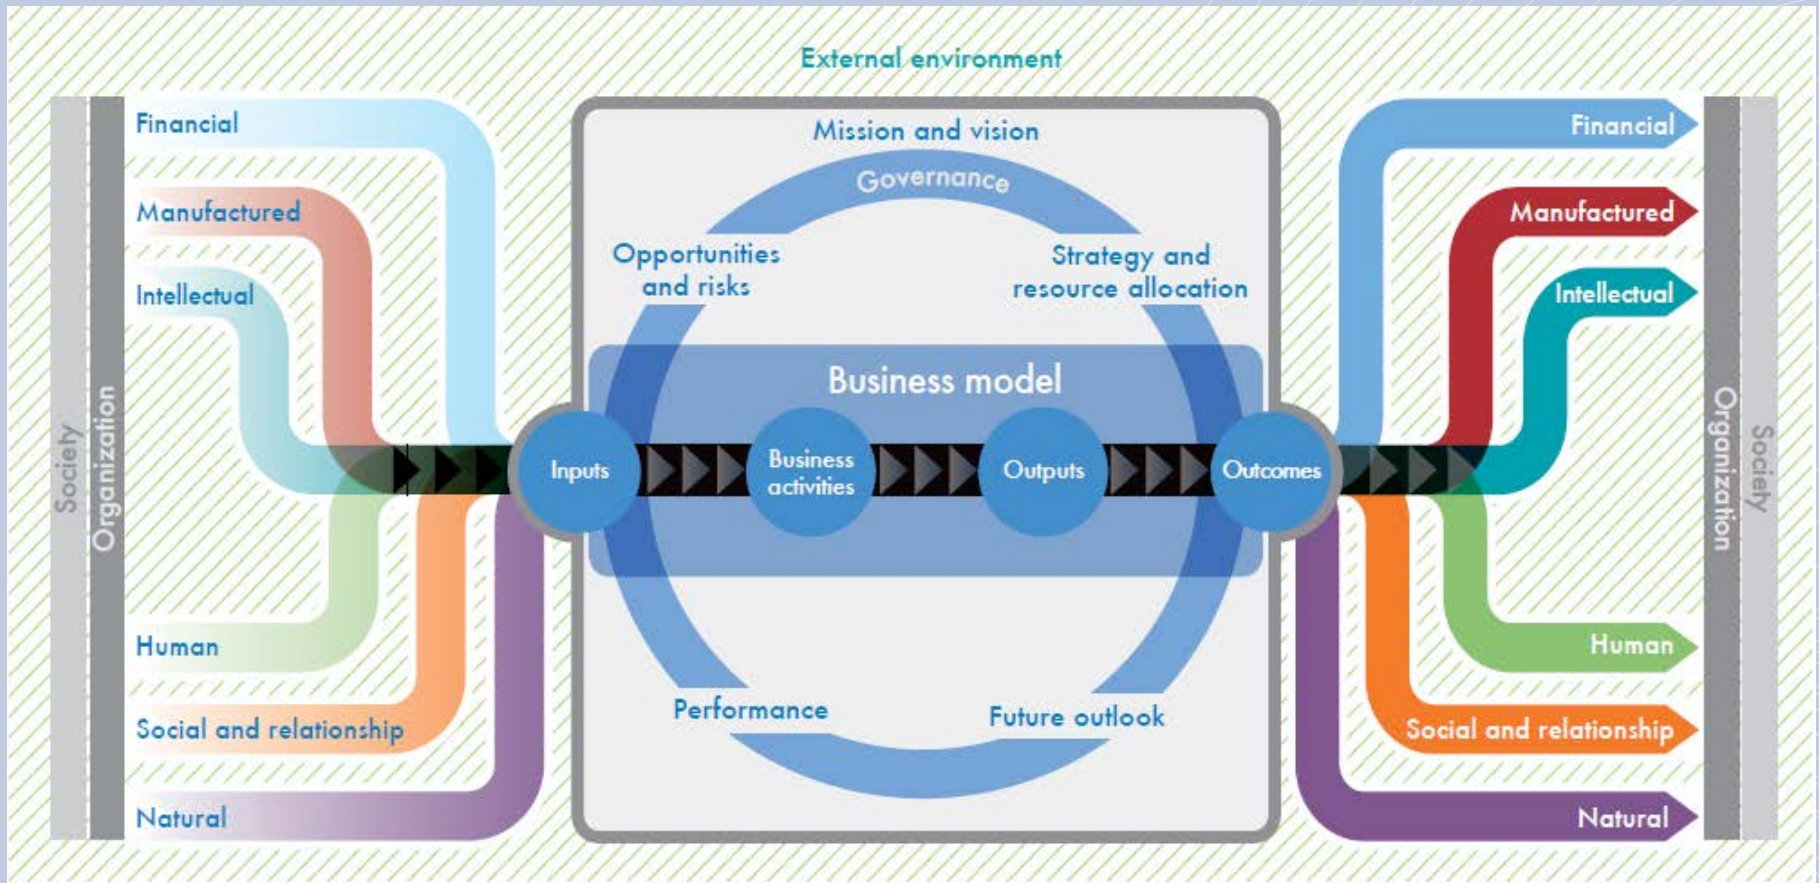 External environment
Society
Organization
Financial
Manufactured
Intellectual
Human
Social and relationship
Natural
Mission and vision
Governance
Opportunities
and risks
Strategy and
resource allocation
Business model
Inputs
Business
activities
Outputs
Outcomes
Performance
Future outlook
Financial
Manufactured
Intellectual
Human
Social and relationship
Natural
Organization
Society